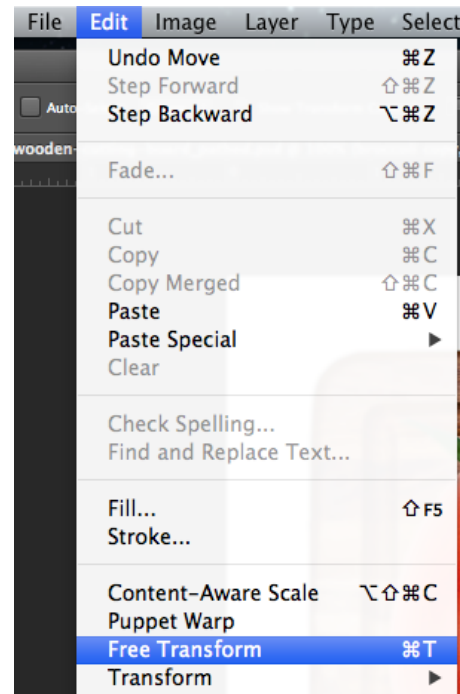 File Edit Image Layer Type Select
Undo Move ⌘Z
Step Forward ⇧⌘Z
Auto
Step Backward ⌥⌘Z
wooden-
Fade... ⇧⌘F
Cut ⌘X
Copy ⌘C
Copy Merged ⇧⌘C
Paste ⌘V
Paste Special ▶
Clear
Check Spelling...
Find and Replace Text...
Fill... ⇧F5
Stroke...
Content-Aware Scale ⌥⇧⌘C
Puppet Warp
Free Transform ⌘T
Transform ▶